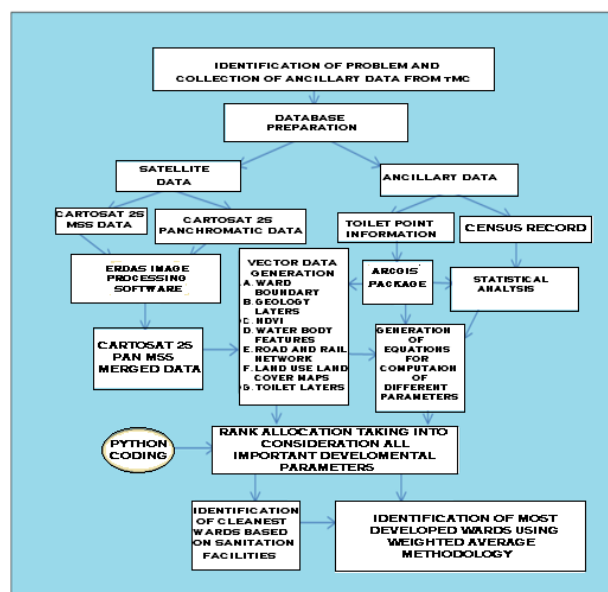 IDENTIFICATION OF PROBLEM AND
COLLECTION OF ANCILLARY DATA FROM TMC
DATABASE
PREPARATION
SATELLITE
DATA
ANCILLARY DATA
CARTOSAT 2S
MSS DATA
CARTOSAT 2S
PANCHROMATIC DATA
TOILET POINT
INFORMATION
CENSUS RECORD
ERDAS IMAGE
PROCESSING
SOFTWARE
VECTOR DATA
GENERATION
A. WARD
BOUNDARY
B. GEOLOGY
LAYERS
C. NDVI
D. WATER BODY
FEATURES
E. ROAD AND RAIL
NETWORK
F. LAND USE LAND
COVER MAPS
G. TOILET LAYERS
ARCGIS
PACKAGE
STATISTICAL
ANALYSIS
CARTOSAT 2S
PAN MSS
MERGED DATA
GENERATION
OF
EQUATIONS
FOR
COMPUTAION
OF
DIFFERENT
PARAMETERS
PYTHON
CODING
RANK ALLOCATION TAKING INTO
CONSIDERATION ALL
IMPORTANT DEVELOMENTAL
PARAMETERS
IDENTIFICATION
OF CLEANEST
WARDS BASED
ON SANITATION
FACILITIES
IDENTIFICATION OF MOST
DEVELOPED WARDS USING
WEIGHTED AVERAGE
METHODOLOGY